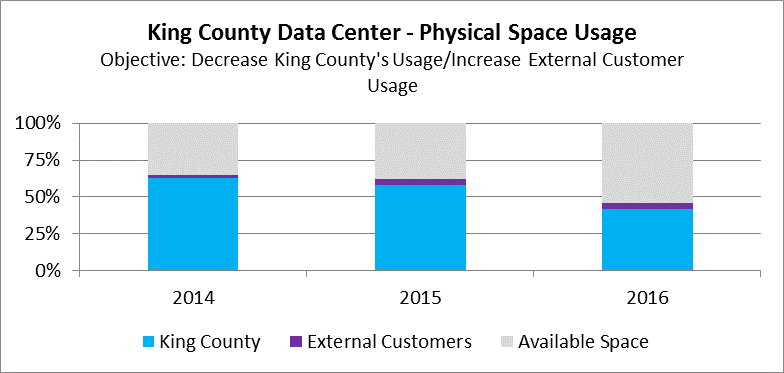 King County Data Center - Physical Space Usage
Objective: Decrease King County's Usage/Increase External Customer
Usage
100%
75%
50%
25%
0%
2014 2015 2016
King County External Customers Available Space